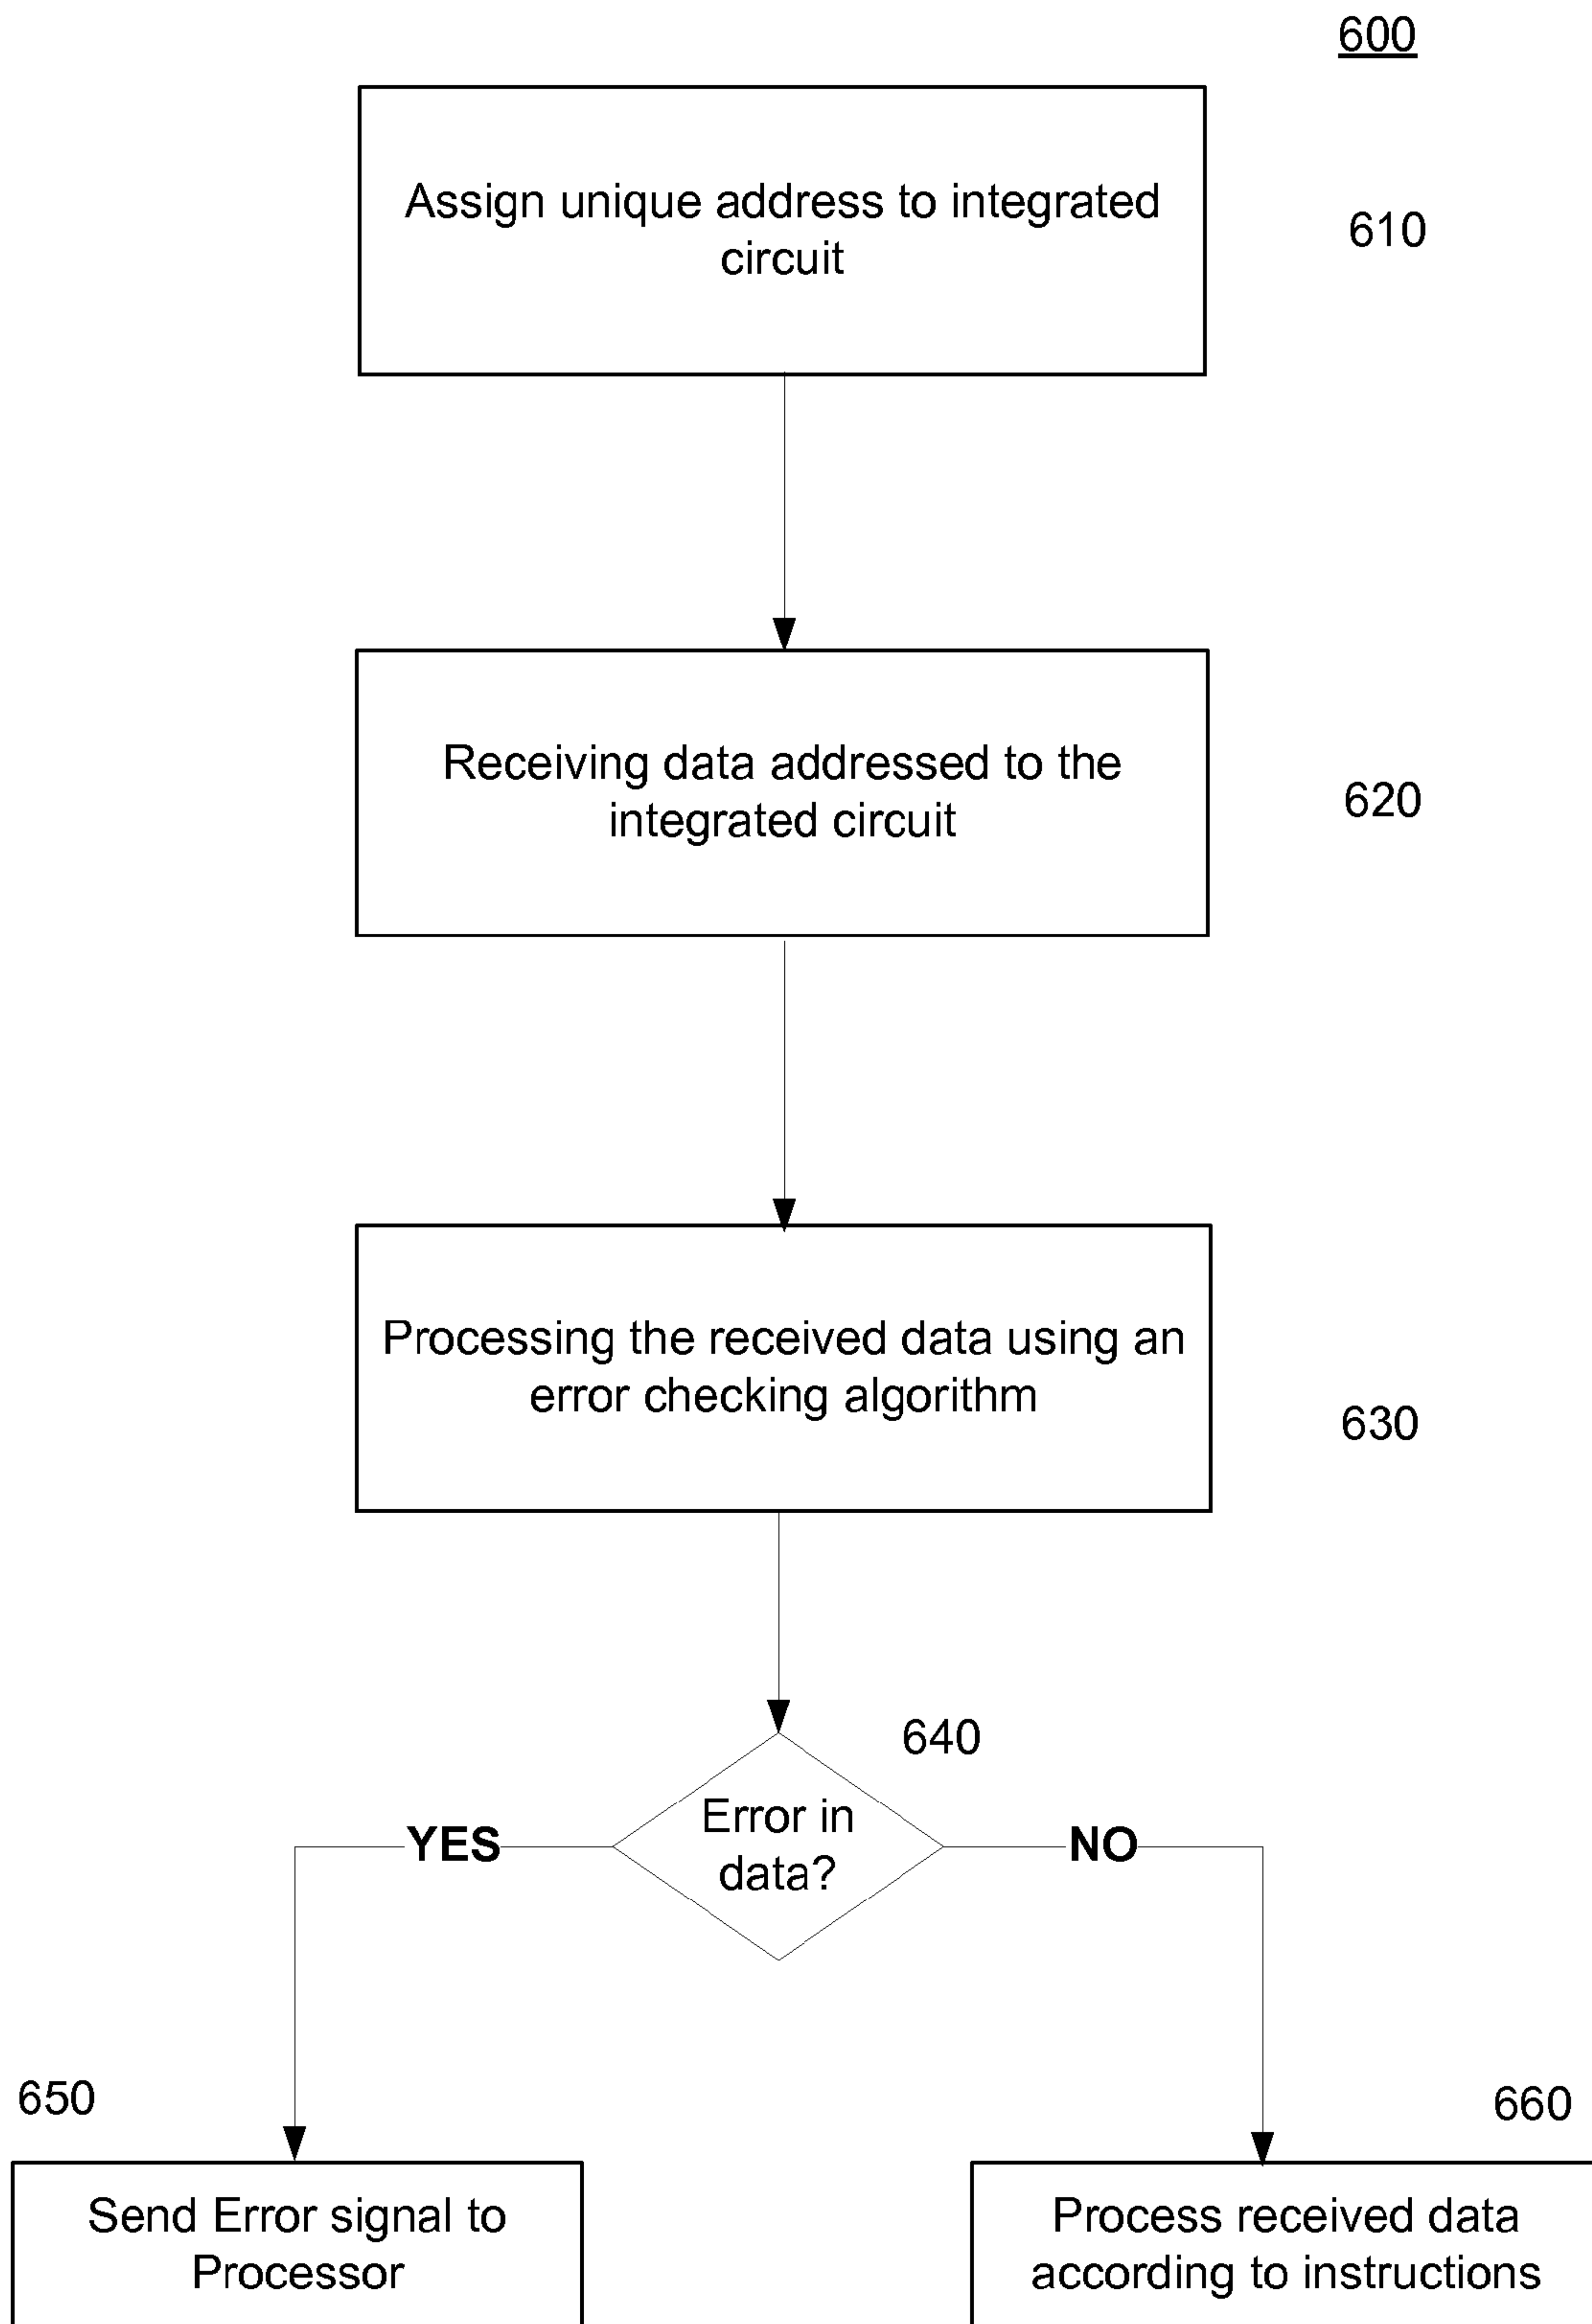 600
Assign unique address to integrated
circuit
610
Receiving data addressed to the
integrated circuit
620
Processing the received data using an
error checking algorithm
630
640
Error in
data?
YES
NO
650
660
Send Error signal to
Processor
Process received data
according to instructions